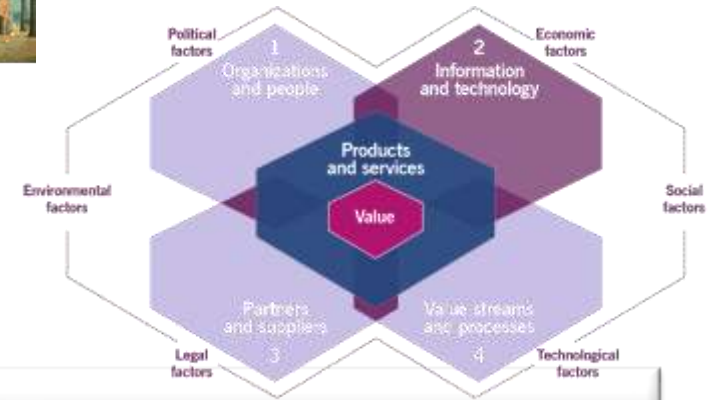 Political
factors
1
Organizations
and people
2
Information
and technology
Economic
factors
Products
and services
Environmental
factors
Value
Social
factors
Partners
and suppliers
3
Value streams
and processes
4
Legal
factors
Technological
factors